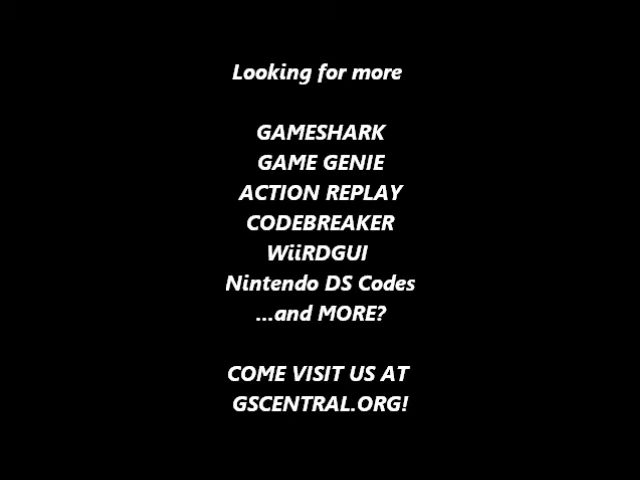 Looking for more
GAMESHARK
GAME GENIE
ACTION REPLAY
CODEBREAKER
WiiRDGUI
Nintendo DS Codes
...and MORE?
COME VISIT US AT
GSCENTRAL.ORG!